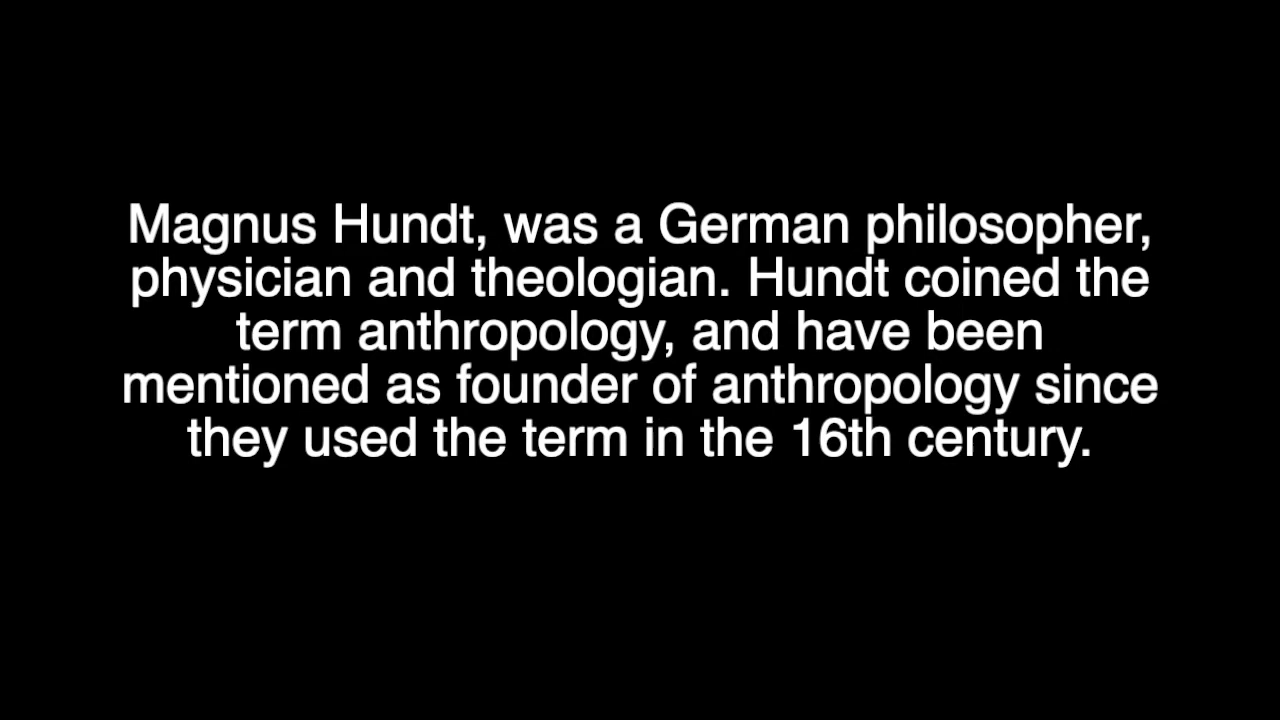 Magnus Hundt, was a German philosopher,
physician and theologian. Hundt coined the
term anthropology, and have been
mentioned as founder of anthropology since
they used the term in the 16th century.